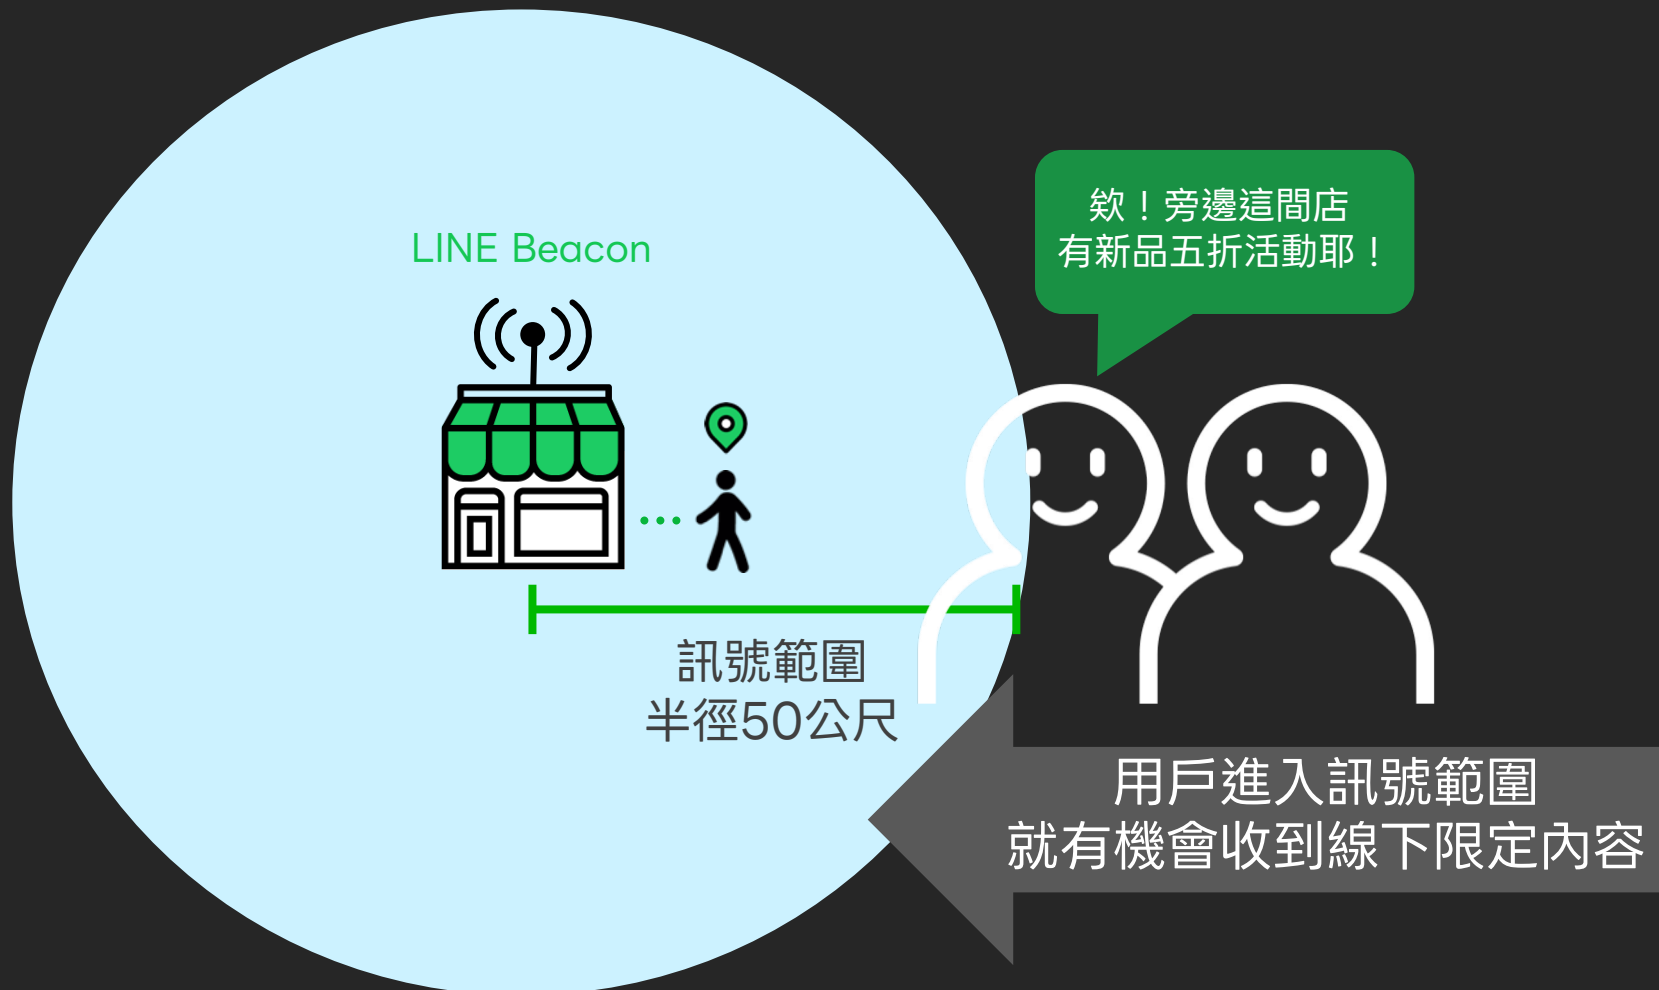 LINE Beacon
欸！旁邊這間店
有新品五折活動耶！
訊號範圍
半徑50公尺
用戶進入訊號範圍
就有機會收到線下限定內容